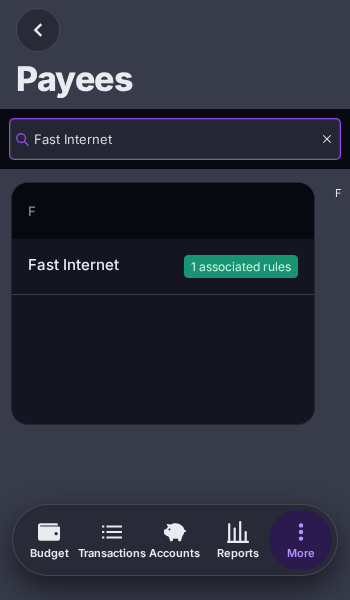 Payees
Fast Internet
F
F
Fast Internet
1 associated rules
Budget
Transactions
Accounts
Reports
More